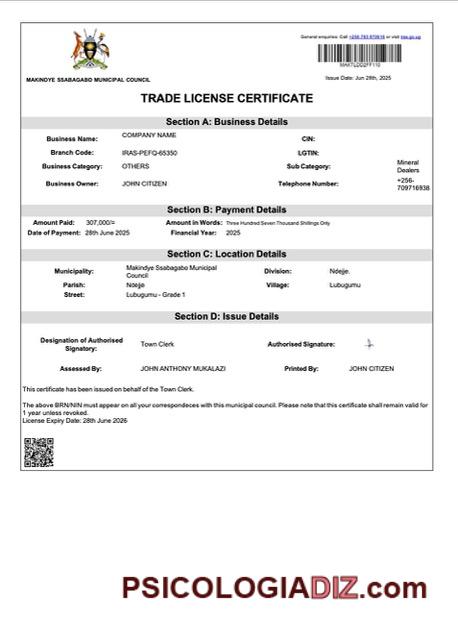 General enquiries: Call +256-783 870616 or visit
MAKINDYE SSABAGABO MUNICIPAL COUNCIL
Issue Date: Jun 28th, 2025
TRADE LICENSE CERTIFICATE
Section A: Business Details
Business Name: COMPANY NAME CIN:
Branch Code: IRAS-PEFQ-65350 LGTIN:
Business Category: OTHERS Sub Category: Mineral Dealers
Business Owner: JOHN CITIZEN Telephone Number: +256-709716938
Section B: Payment Details
Amount Paid: 307,000/= Amount in Words: Three Hundred Seven Thousand Shillings Only
Date of Payment: 28th June 2025 Financial Year: 2025
Section C: Location Details
Municipality: Makindye Ssabagabo Municipal Council Division: Ndejje.
Parish: Ndejje Village: Lubugumu
Street: Lubugumu - Grade 1
Section D: Issue Details
Designation of Authorised Signatory: Town Clerk Authorised Signature:
Assessed By: JOHN ANTHONY MUKALAZI Printed By: JOHN CITIZEN
This certificate has been issued on behalf of the Town Clerk.
The above BRN/NIN must appear on all your correspondeces with this municipal council. Please note that this certificate shall remain valid for
1 year unless revoked.
License Expiry Date: 28th June 2026
PSICOLOGIADIZ.com